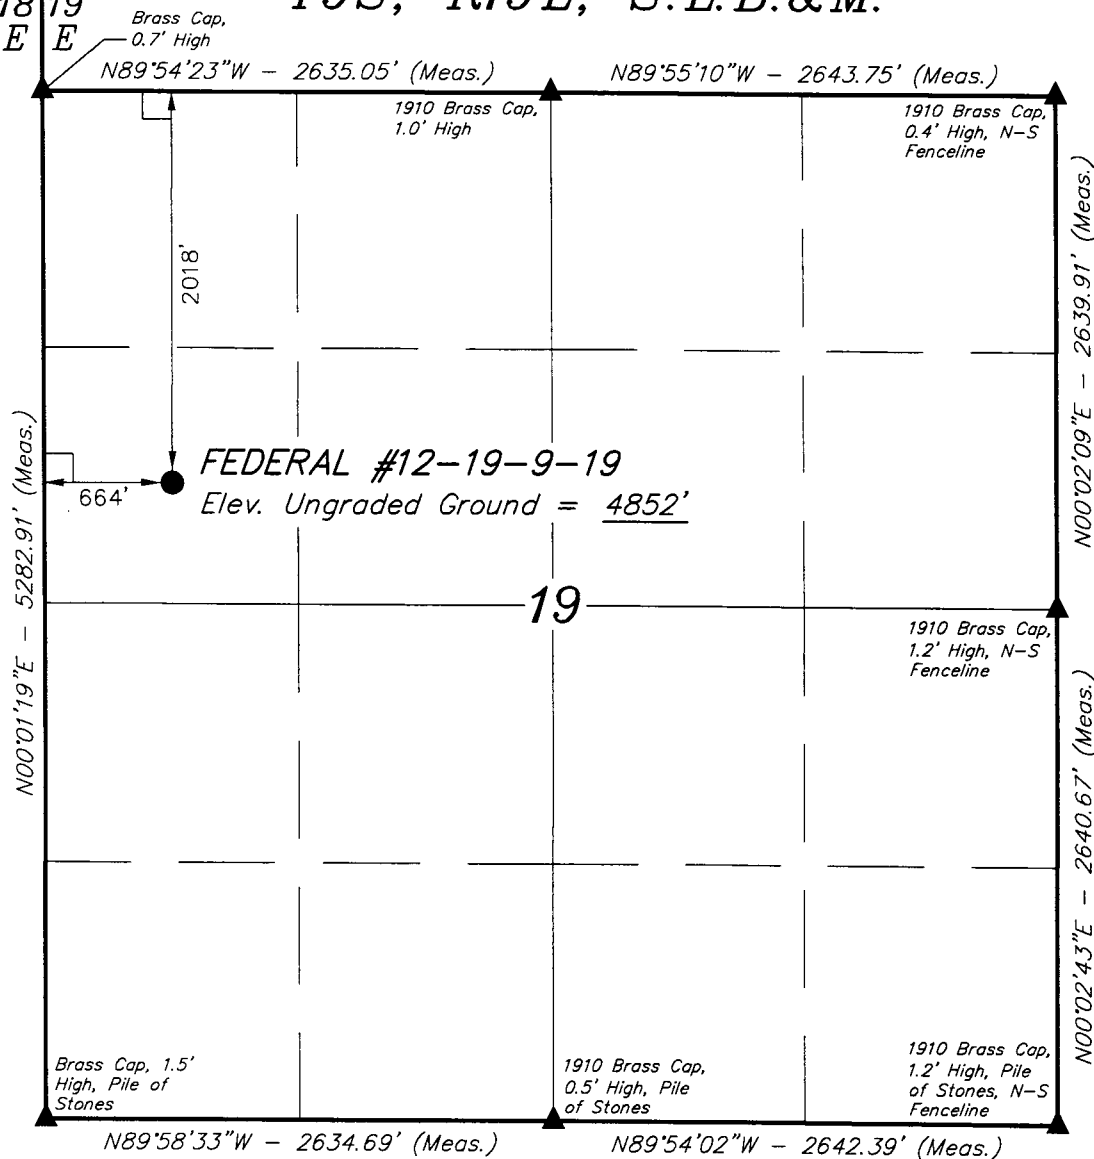 18 19
E E
T9S, R19E, S.L.B.&M.
Brass Cap,
0.7' High
N89°54'23"W - 2635.05' (Meas.)
N89°55'10"W - 2643.75' (Meas.)
1910 Brass Cap,
1.0' High
1910 Brass Cap,
0.4' High, N-S
Fenceline
2018'
N00°02'09"E - 2639.91' (Meas.)
N00°01'19"E - 5282.91' (Meas.)
664'
FEDERAL #12-19-9-19
Elev. Ungraded Ground = 4852'
19
1910 Brass Cap,
1.2' High, N-S
Fenceline
N00°02'43"E - 2640.67' (Meas.)
Brass Cap, 1.5'
High, Pile of
Stones
1910 Brass Cap,
0.5' High, Pile
of Stones
1910 Brass Cap,
1.2' High, Pile
of Stones, N-S
Fenceline
N89°58'33"W - 2634.69' (Meas.)
N89°54'02"W - 2642.39' (Meas.)